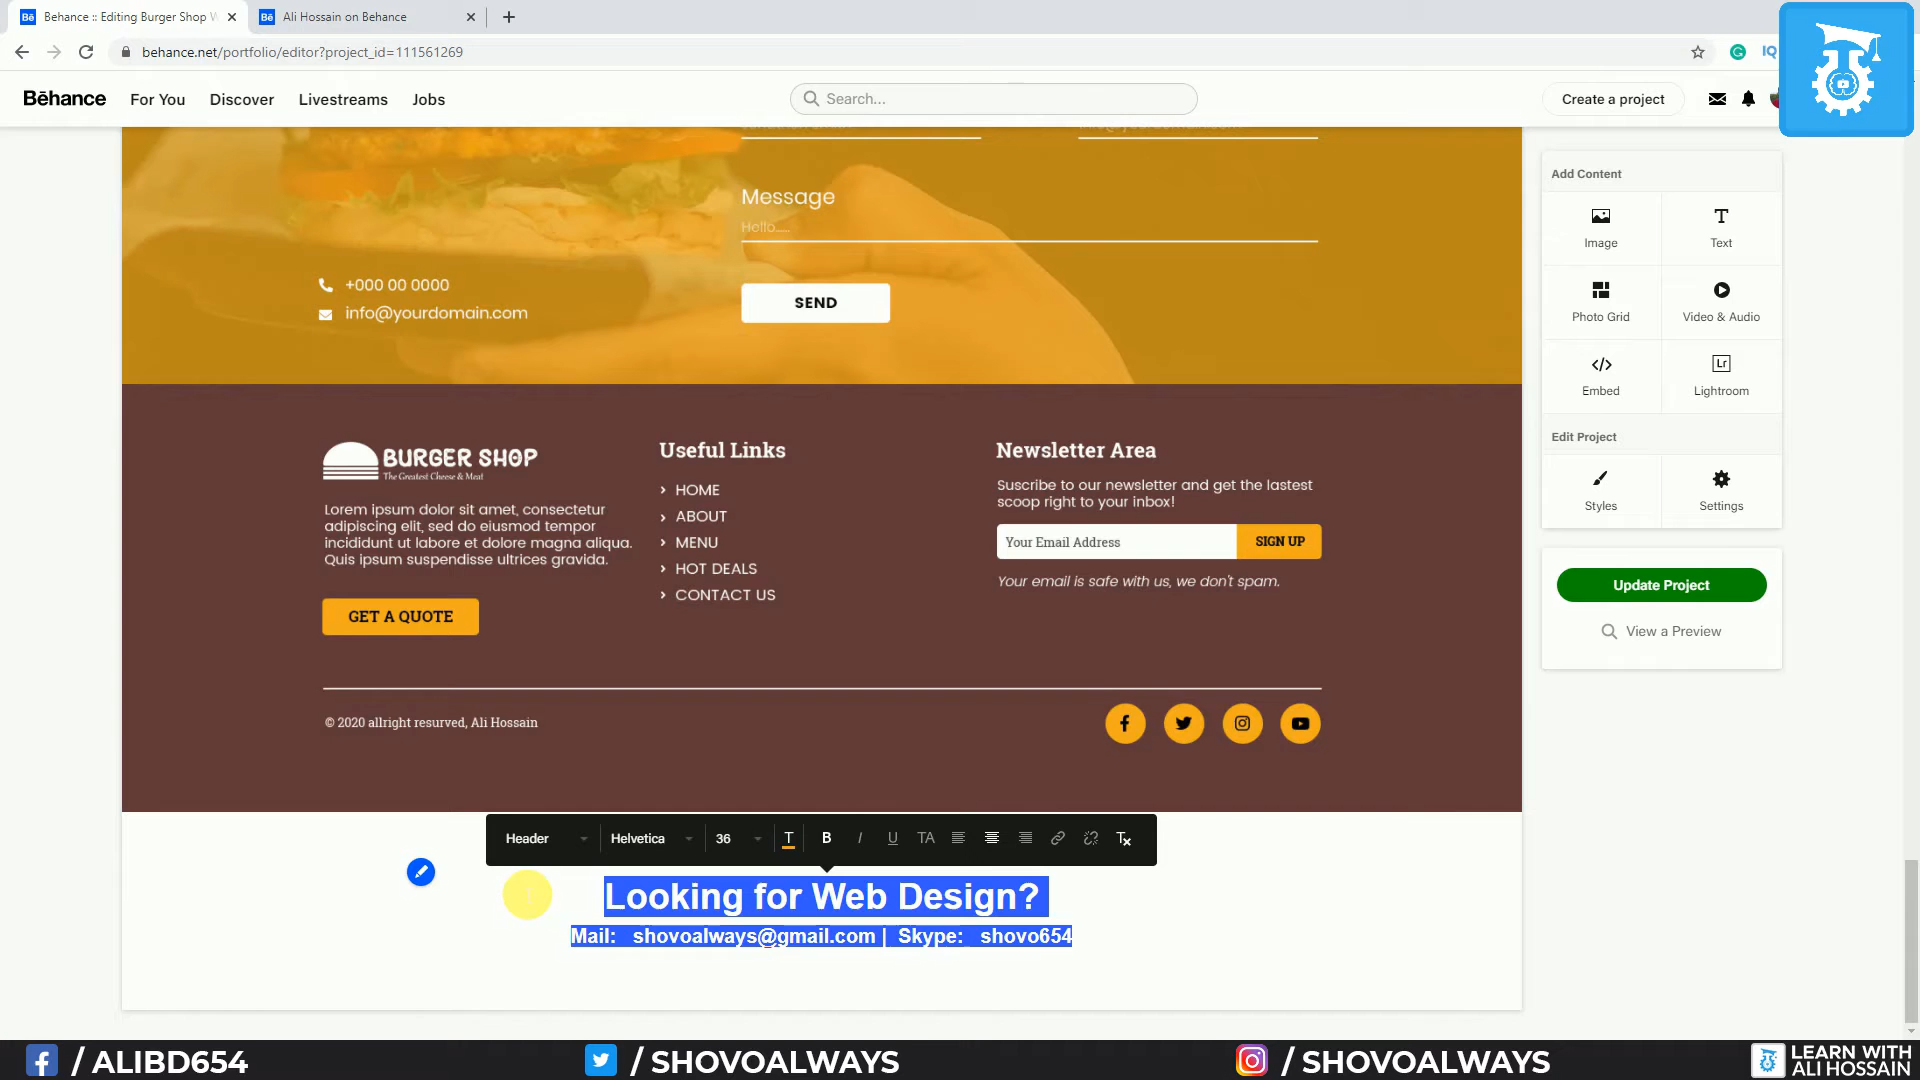 Behance :: Editing Burger Shop W
Ali Hossain on Behance
behance.net/portfolio/editor?project_id=111561269
IQ
Bēhance
For You
Discover
Livestreams
Jobs
Search...
Create a project
Message
Hello.....
+000 00 0000
info@yourdomain.com
SEND
BURGER SHOP
The Greatest Cheese & Meat
Lorem ipsum dolor sit amet, consectetur
adipiscing elit, sed do eiusmod tempor
incididunt ut labore et dolore magna aliqua.
Quis ipsum suspendisse ultrices gravida.
GET A QUOTE
Useful Links
HOME
ABOUT
MENU
HOT DEALS
CONTACT US
Newsletter Area
Suscribe to our newsletter and get the lastest
scoop right to your inbox!
Your Email Address
SIGN UP
Your email is safe with us, we don't spam.
© 2020 allright resurved, Ali Hossain
Header
Helvetica
36
T
B
I
U
TA
Looking for Web Design?
Mail: shovoalways@gmail.com | Skype: shovo654
Add Content
Image
Text
Photo Grid
Video & Audio
Embed
Lr
Lightroom
Edit Project
Styles
Settings
Update Project
View a Preview
/ ALIBD654
/ SHOVOALWAYS
/ SHOVOALWAYS
LEARN WITH
ALI HOSSAIN